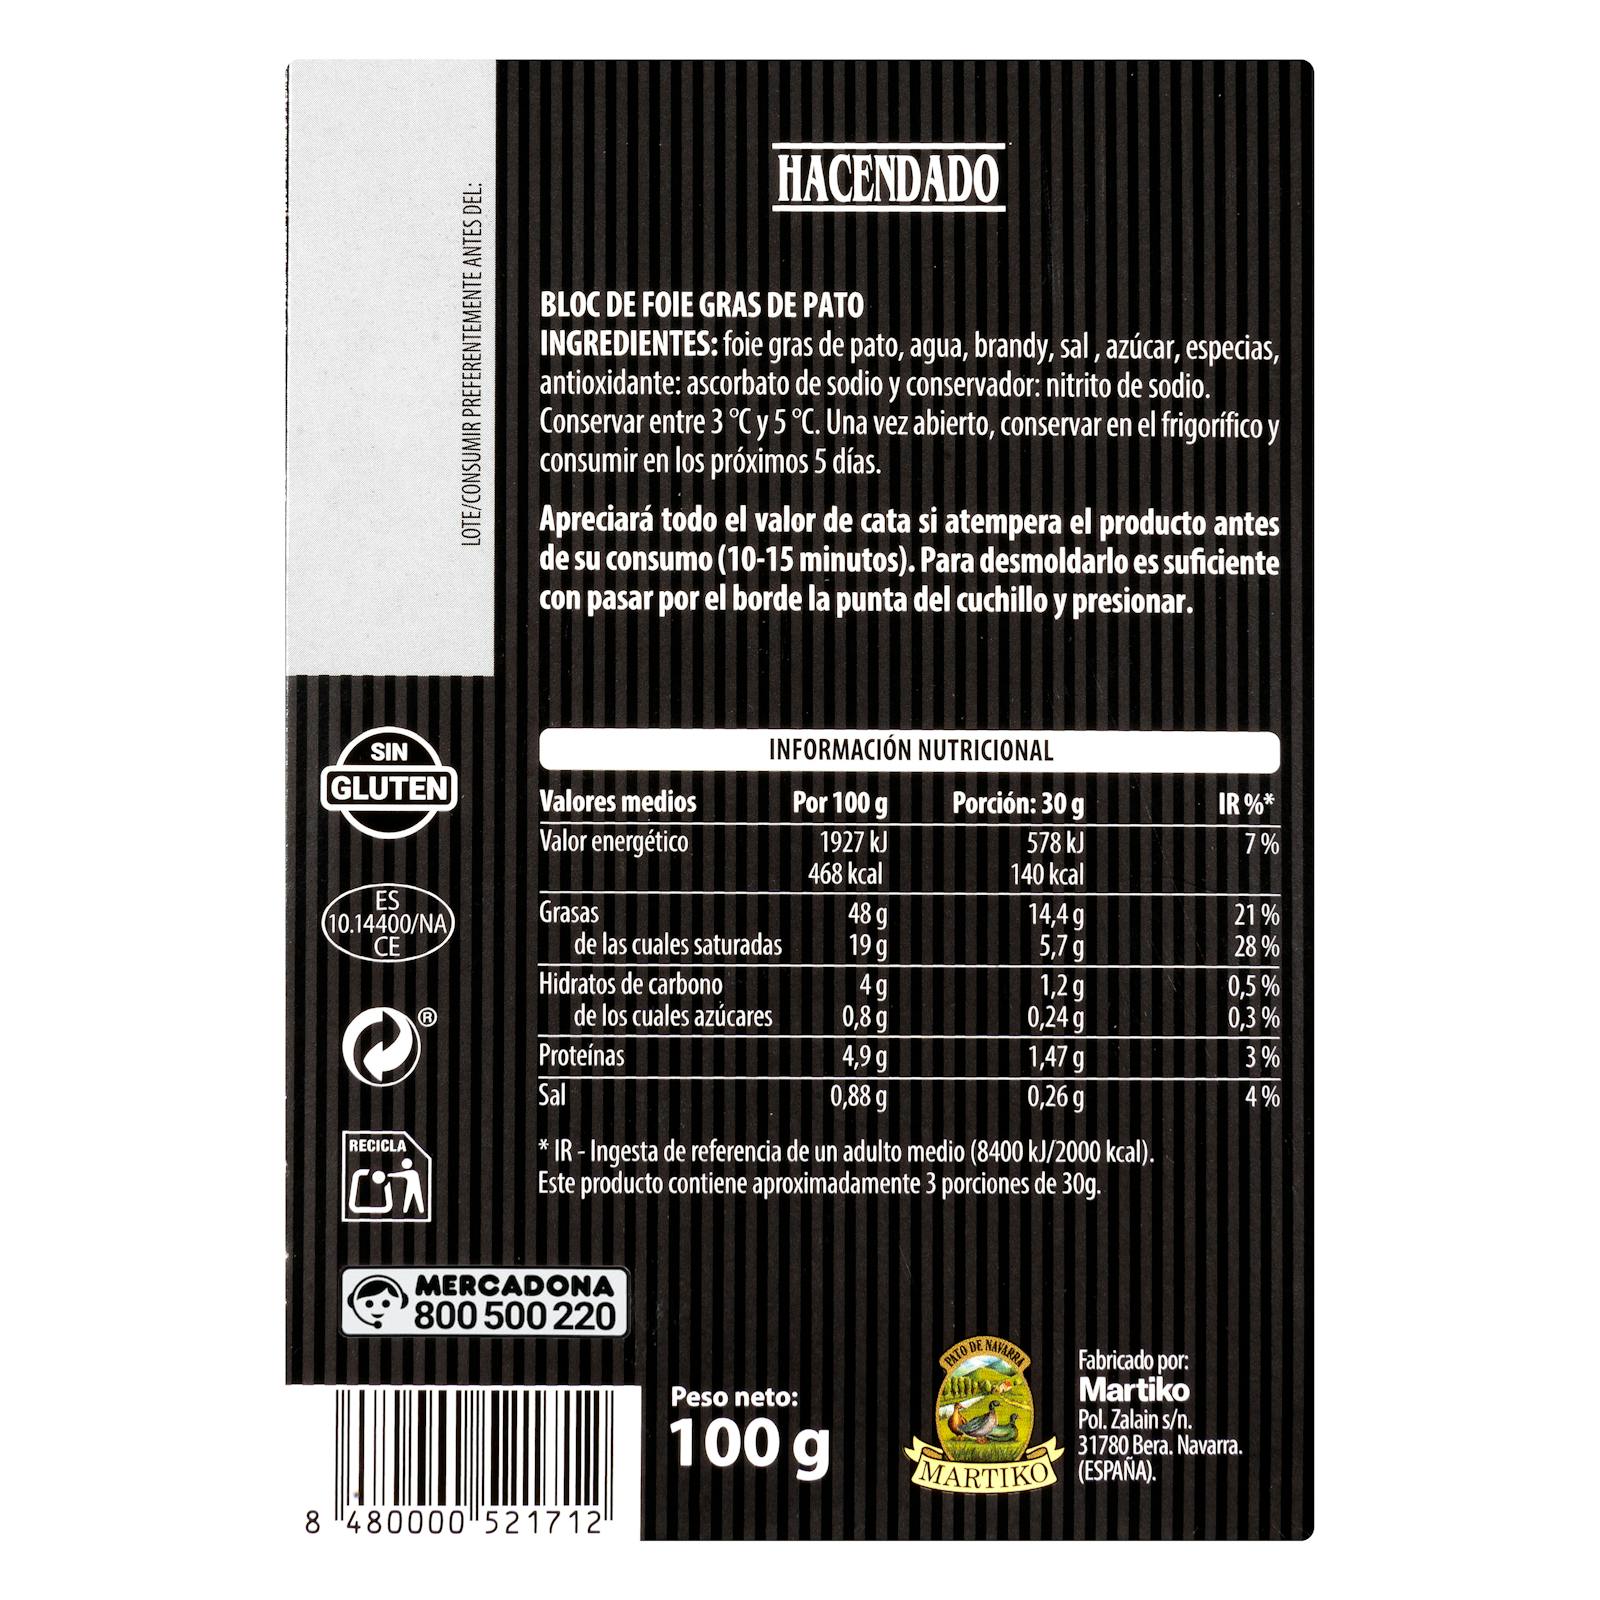 HACENDADO
LOTE/CONSUMIR PREFERENTEMENTE ANTES DEL:
BLOC DE FOIE GRAS DE PATO
INGREDIENTES: foie gras de pato, agua, brandy, sal , azúcar, especias,
antioxidante: ascorbato de sodio y conservador: nitrito de sodio.
Conservar entre 3 °C y 5 °C. Una vez abierto, conservar en el frigorífico y
consumir en los próximos 5 días.
Apreciará todo el valor de cata si atempera el producto antes
de su consumo (10-15 minutos). Para desmoldarlo es suficiente
con pasar por el borde la punta del cuchillo y presionar.
SIN
GLUTEN
ES
10.14400/NA
CE
®
RECICLA
INFORMACIÓN NUTRICIONAL
Valores medios Por 100 g Porción: 30 g IR %*
Valor energético 1927 kJ 578 kJ 7 %
468 kcal 140 kcal
Grasas 48 g 14,4 g 21 %
de las cuales saturadas 19 g 5,7 g 28 %
Hidratos de carbono 4 g 1,2 g 0,5 %
de los cuales azúcares 0,8 g 0,24 g 0,3 %
Proteínas 4,9 g 1,47 g 3 %
Sal 0,88 g 0,26 g 4 %
* IR - Ingesta de referencia de un adulto medio (8400 kJ/2000 kcal).
Este producto contiene aproximadamente 3 porciones de 30g.
MERCADONA
800 500 220
8 480000 521712
Peso neto:
100 g
PATO DE NAVARRA
MARTIKO
Fabricado por:
Martiko
Pol. Zalain s/n.
31780 Bera. Navarra.
(ESPAÑA).